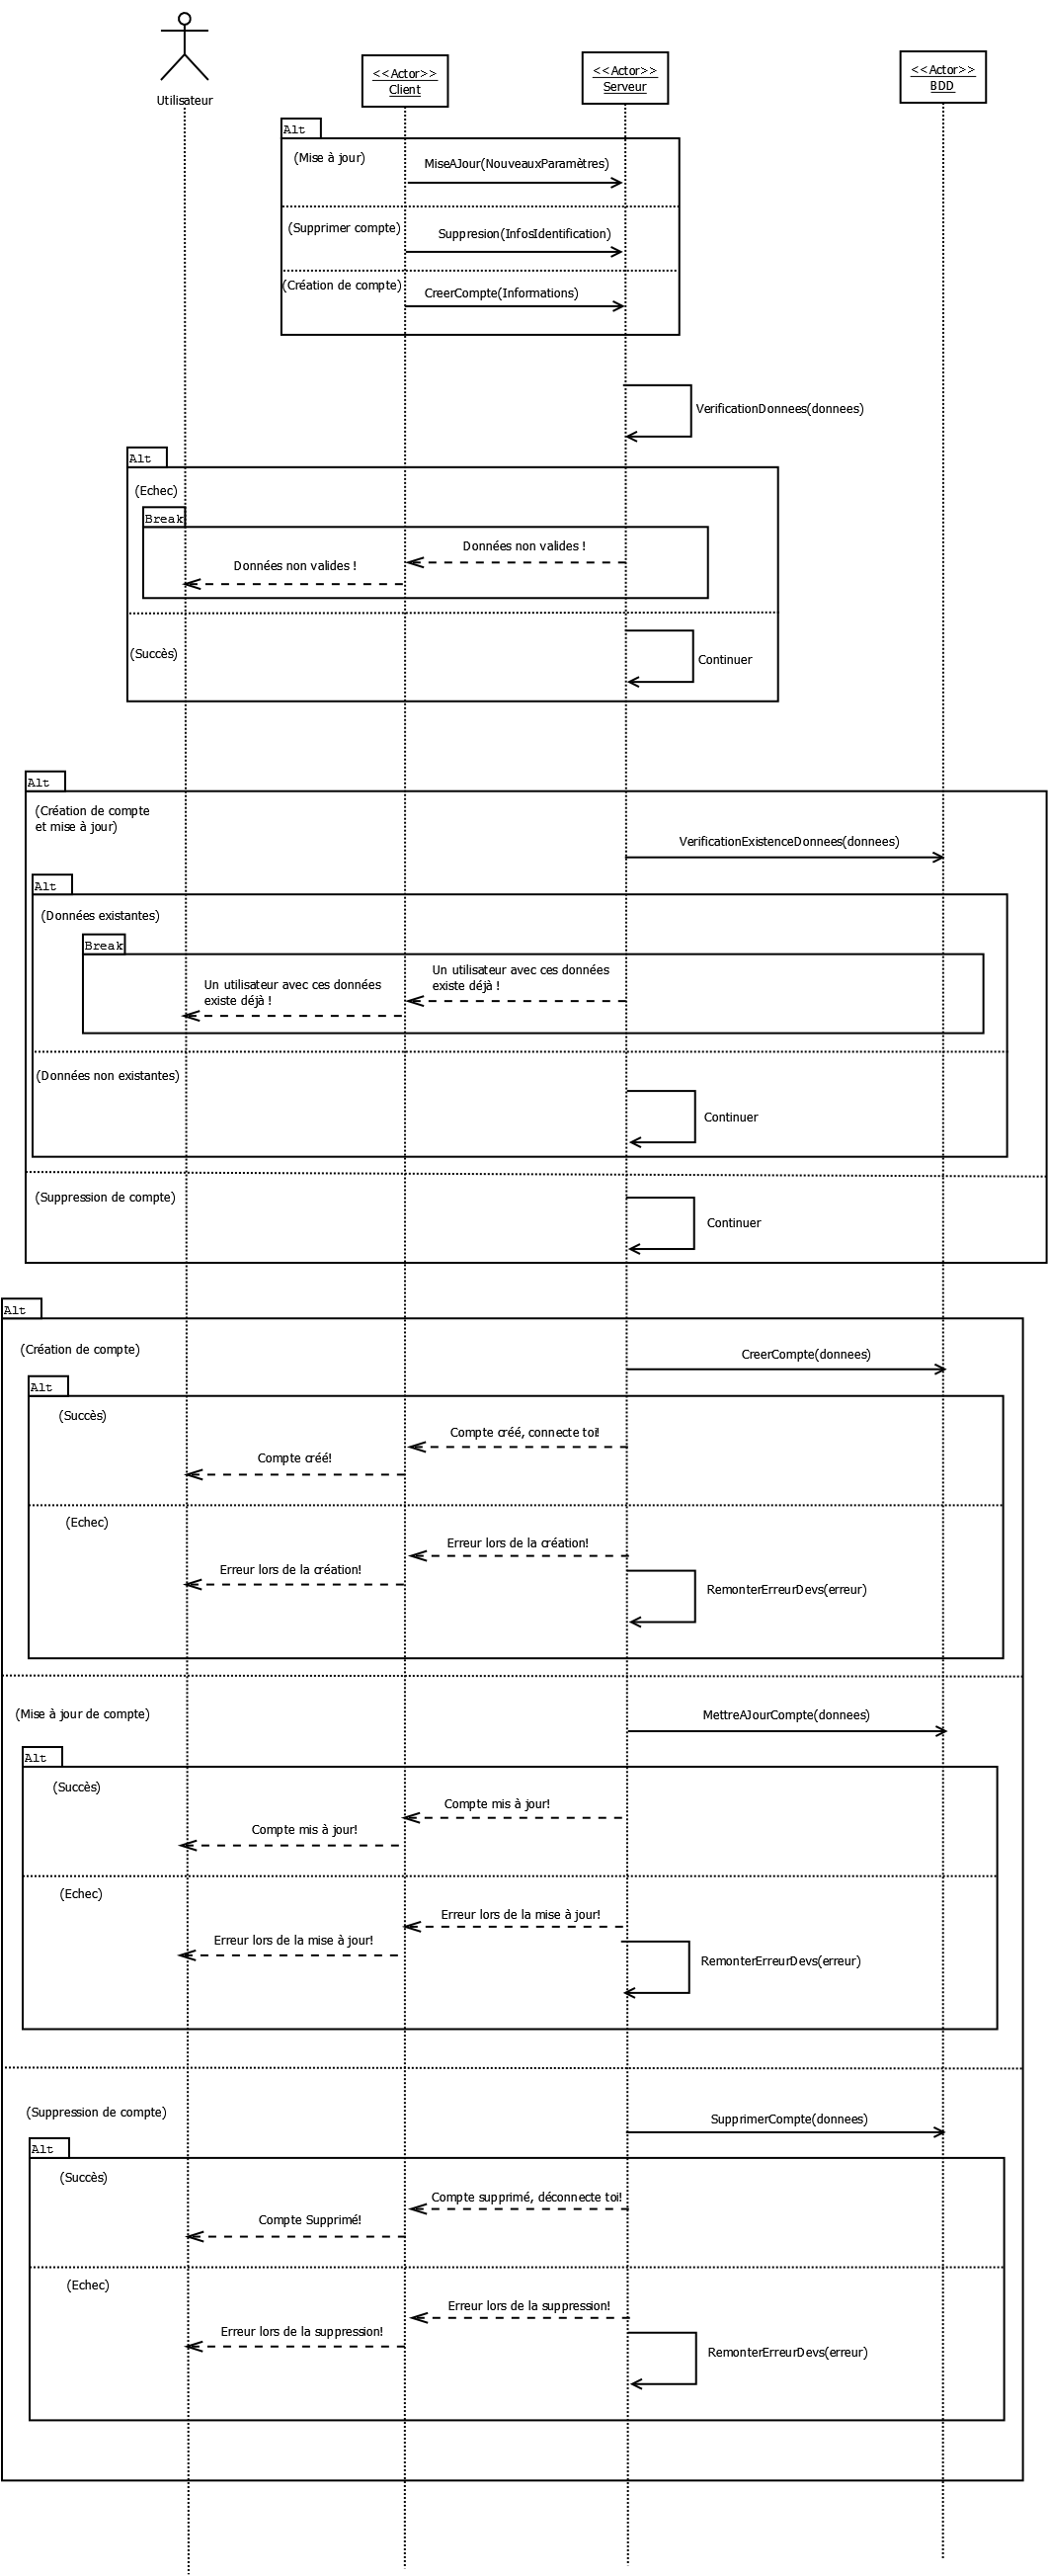 Utilisateur
<<Actor>>
Client
<<Actor>>
Serveur
<<Actor>>
BDD
Alt
(Mise à jour)
MiseAJour(NouveauxParamètres)
(Supprimer compte)
Suppresion(InfosIdentification)
(Création de compte)
CreerCompte(Informations)
VerificationDonnees(donnees)
Alt
(Echec)
Break
Données non valides !
Données non valides !
(Succès)
Continuer
Alt
(Création de compte
et mise à jour)
VerificationExistenceDonnees(donnees)
Alt
(Données existantes)
Break
Un utilisateur avec ces données
existe déjà !
Un utilisateur avec ces données
existe déjà !
(Données non existantes)
Continuer
(Suppression de compte)
Continuer
Alt
(Création de compte)
CreerCompte(donnees)
Alt
(Succès)
Compte créé, connecte toi!
Compte créé!
(Echec)
Erreur lors de la création!
Erreur lors de la création!
RemonterErreurDevs(erreur)
(Mise à jour de compte)
MettreAJourCompte(donnees)
Alt
(Succès)
Compte mis à jour!
Compte mis à jour!
(Echec)
Erreur lors de la mise à jour!
Erreur lors de la mise à jour!
RemonterErreurDevs(erreur)
(Suppression de compte)
SupprimerCompte(donnees)
Alt
(Succès)
Compte supprimé, déconnecte toi!
Compte Supprimé!
(Echec)
Erreur lors de la suppression!
Erreur lors de la suppression!
RemonterErreurDevs(erreur)